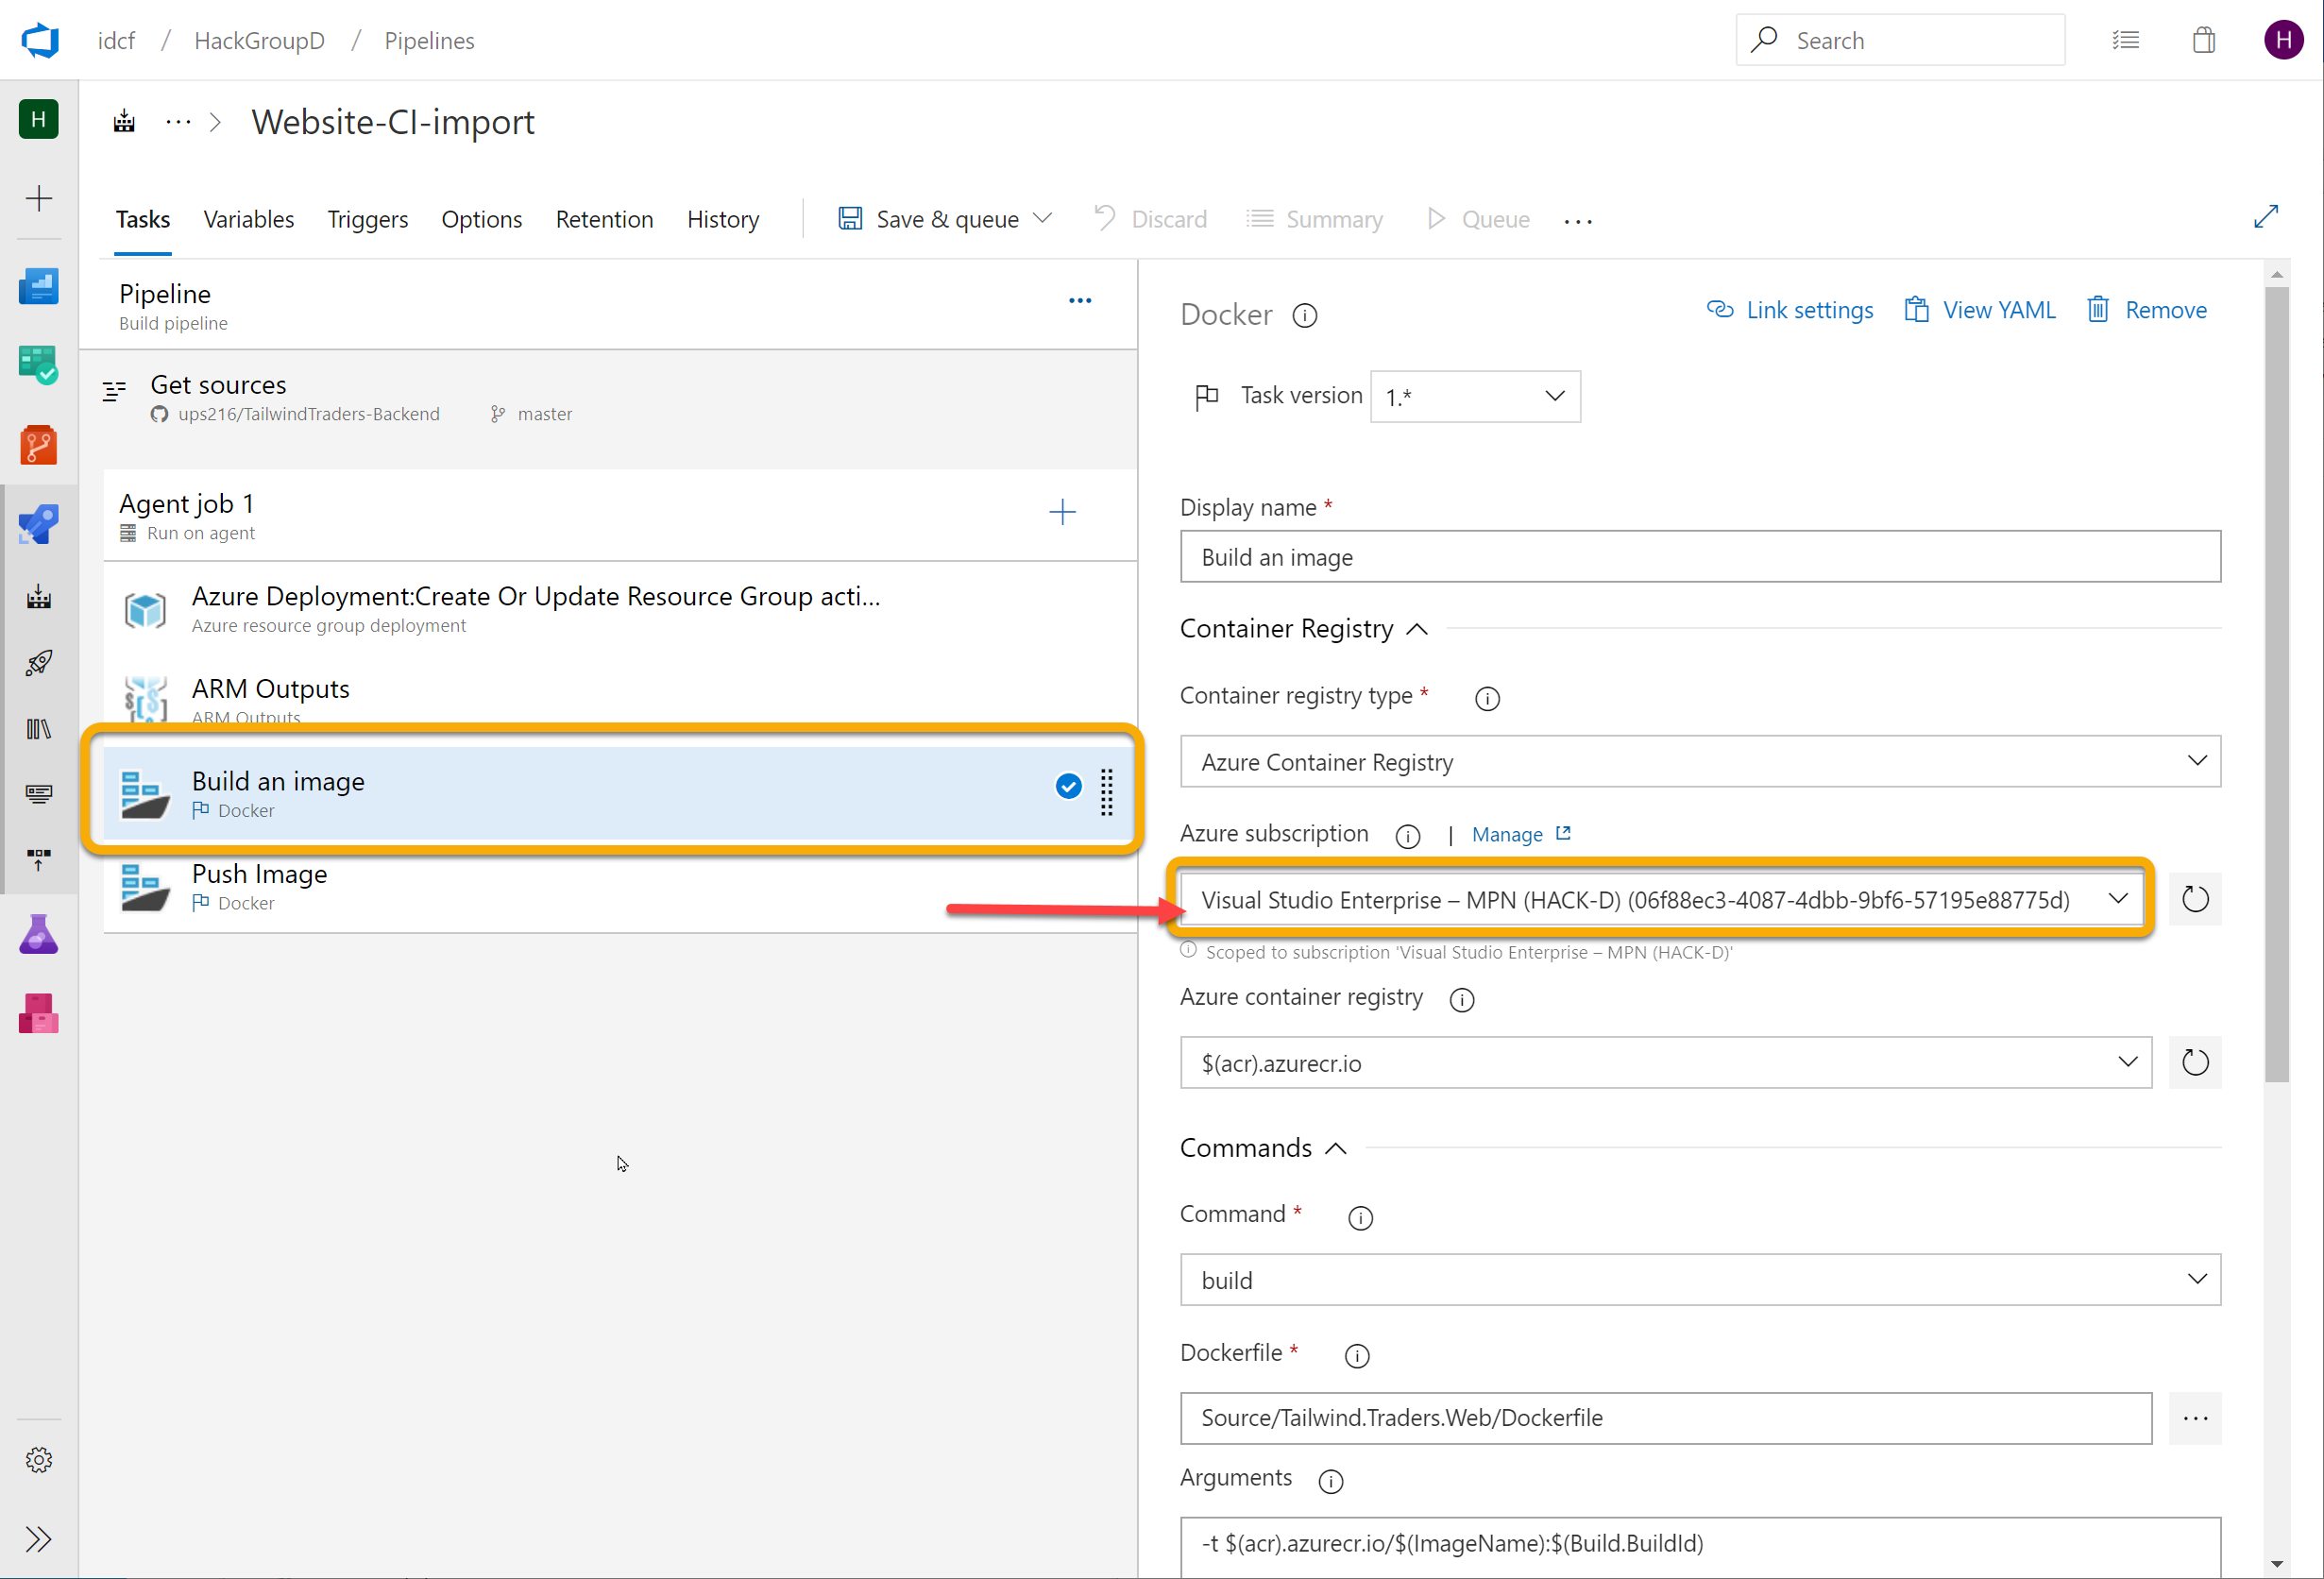 idcf / HackGroupD / Pipelines
Search
H
H
... > Website-CI-import
Tasks Variables Triggers Options Retention History Save & queue Discard Summary Queue ...
Pipeline
Build pipeline
Get sources
ups216/TailwindTraders-Backend master
Agent job 1
Run on agent
Azure Deployment:Create Or Update Resource Group acti...
Azure resource group deployment
ARM Outputs
ARM Outputs
Build an image
Docker
Push Image
Docker
Docker
Link settings View YAML Remove
Task version 1.*
Display name *
Build an image
Container Registry
Container registry type *
Azure Container Registry
Azure subscription | Manage
Visual Studio Enterprise – MPN (HACK-D) (06f88ec3-4087-4dbb-9bf6-57195e88775d)
Scoped to subscription 'Visual Studio Enterprise – MPN (HACK-D)'
Azure container registry
$(acr).azurecr.io
Commands
Command *
build
Dockerfile *
Source/Tailwind.Traders.Web/Dockerfile
...
Arguments
-t $(acr).azurecr.io/$(ImageName):$(Build.BuildId)